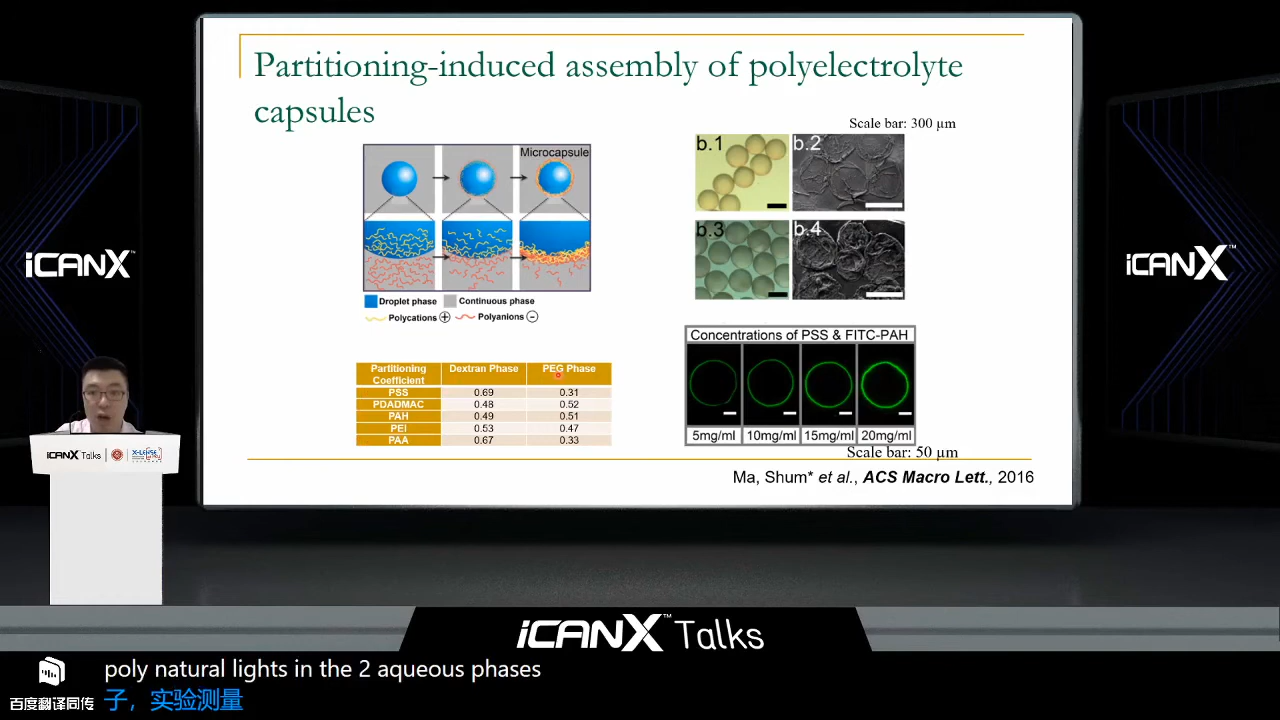 Partitioning-induced assembly of polyelectrolyte
capsules
Scale bar: 300 µm
Microcapsule
b.1
b.2
b.3
b.4
Droplet phase
Continuous phase
Polycations +
Polyanions −
Concentrations of PSS & FITC-PAH
5mg/ml 10mg/ml 15mg/ml 20mg/ml
Scale bar: 50 µm
Partitioning Coefficient Dextran Phase PEG Phase
PSS 0.69 0.31
PDADMAC 0.48 0.52
PAH 0.49 0.51
PEI 0.53 0.47
PAA 0.67 0.33
Ma, Shum* et al., ACS Macro Lett., 2016
iCANX™
iCANX™
iCANX Talks
X-LENSE
iCANX™ Talks
poly natural lights in the 2 aqueous phases
百度翻译同传
子，实验测量